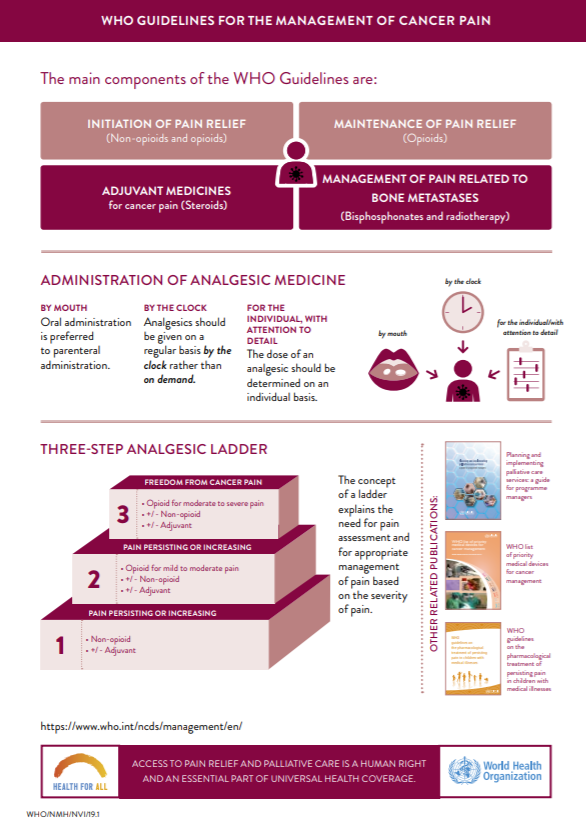 WHO GUIDELINES FOR THE MANAGEMENT OF CANCER PAIN
The main components of the WHO Guidelines are:
INITIATION OF PAIN RELIEF
(Non-opioids and opioids)
MAINTENANCE OF PAIN RELIEF
(Opioids)
ADJUVANT MEDICINES
for cancer pain (Steroids)
MANAGEMENT OF PAIN RELATED TO
BONE METASTASES
(Bisphosphonates and radiotherapy)
ADMINISTRATION OF ANALGESIC MEDICINE
BY MOUTH
Oral administration
is preferred
to parenteral
administration.
BY THE CLOCK
Analgesics should
be given on a
regular basis by the
clock rather than
on demand.
FOR THE
INDIVIDUAL, WITH
ATTENTION TO
DETAIL
The dose of an
analgesic should be
determined on an
individual basis.
by the clock
by mouth
for the individual/with
attention to detail
THREE-STEP ANALGESIC LADDER
FREEDOM FROM CANCER PAIN
3
• Opioid for moderate to severe pain
• +/- Non-opioid
• +/- Adjuvant
PAIN PERSISTING OR INCREASING
2
• Opioid for mild to moderate pain
• +/- Non-opioid
• +/- Adjuvant
PAIN PERSISTING OR INCREASING
1
• Non-opioid
• +/- Adjuvant
The concept
of a ladder
explains the
need for pain
assessment and
for appropriate
management
of pain based
on the severity
of pain.
OTHER RELATED PUBLICATIONS:
Planning and
implementing
palliative care
services: a guide
for programme
managers
WHO list
of priority
medical devices
for cancer
management
WHO
guidelines
on the
pharmacological
treatment of
persisting pain
in children with
medical illnesses
https://www.who.int/ncds/management/en/
HEALTH FOR ALL
ACCESS TO PAIN RELIEF AND PALLIATIVE CARE IS A HUMAN RIGHT
AND AN ESSENTIAL PART OF UNIVERSAL HEALTH COVERAGE.
World Health
Organization
WHO/NMH/NVI/19.1